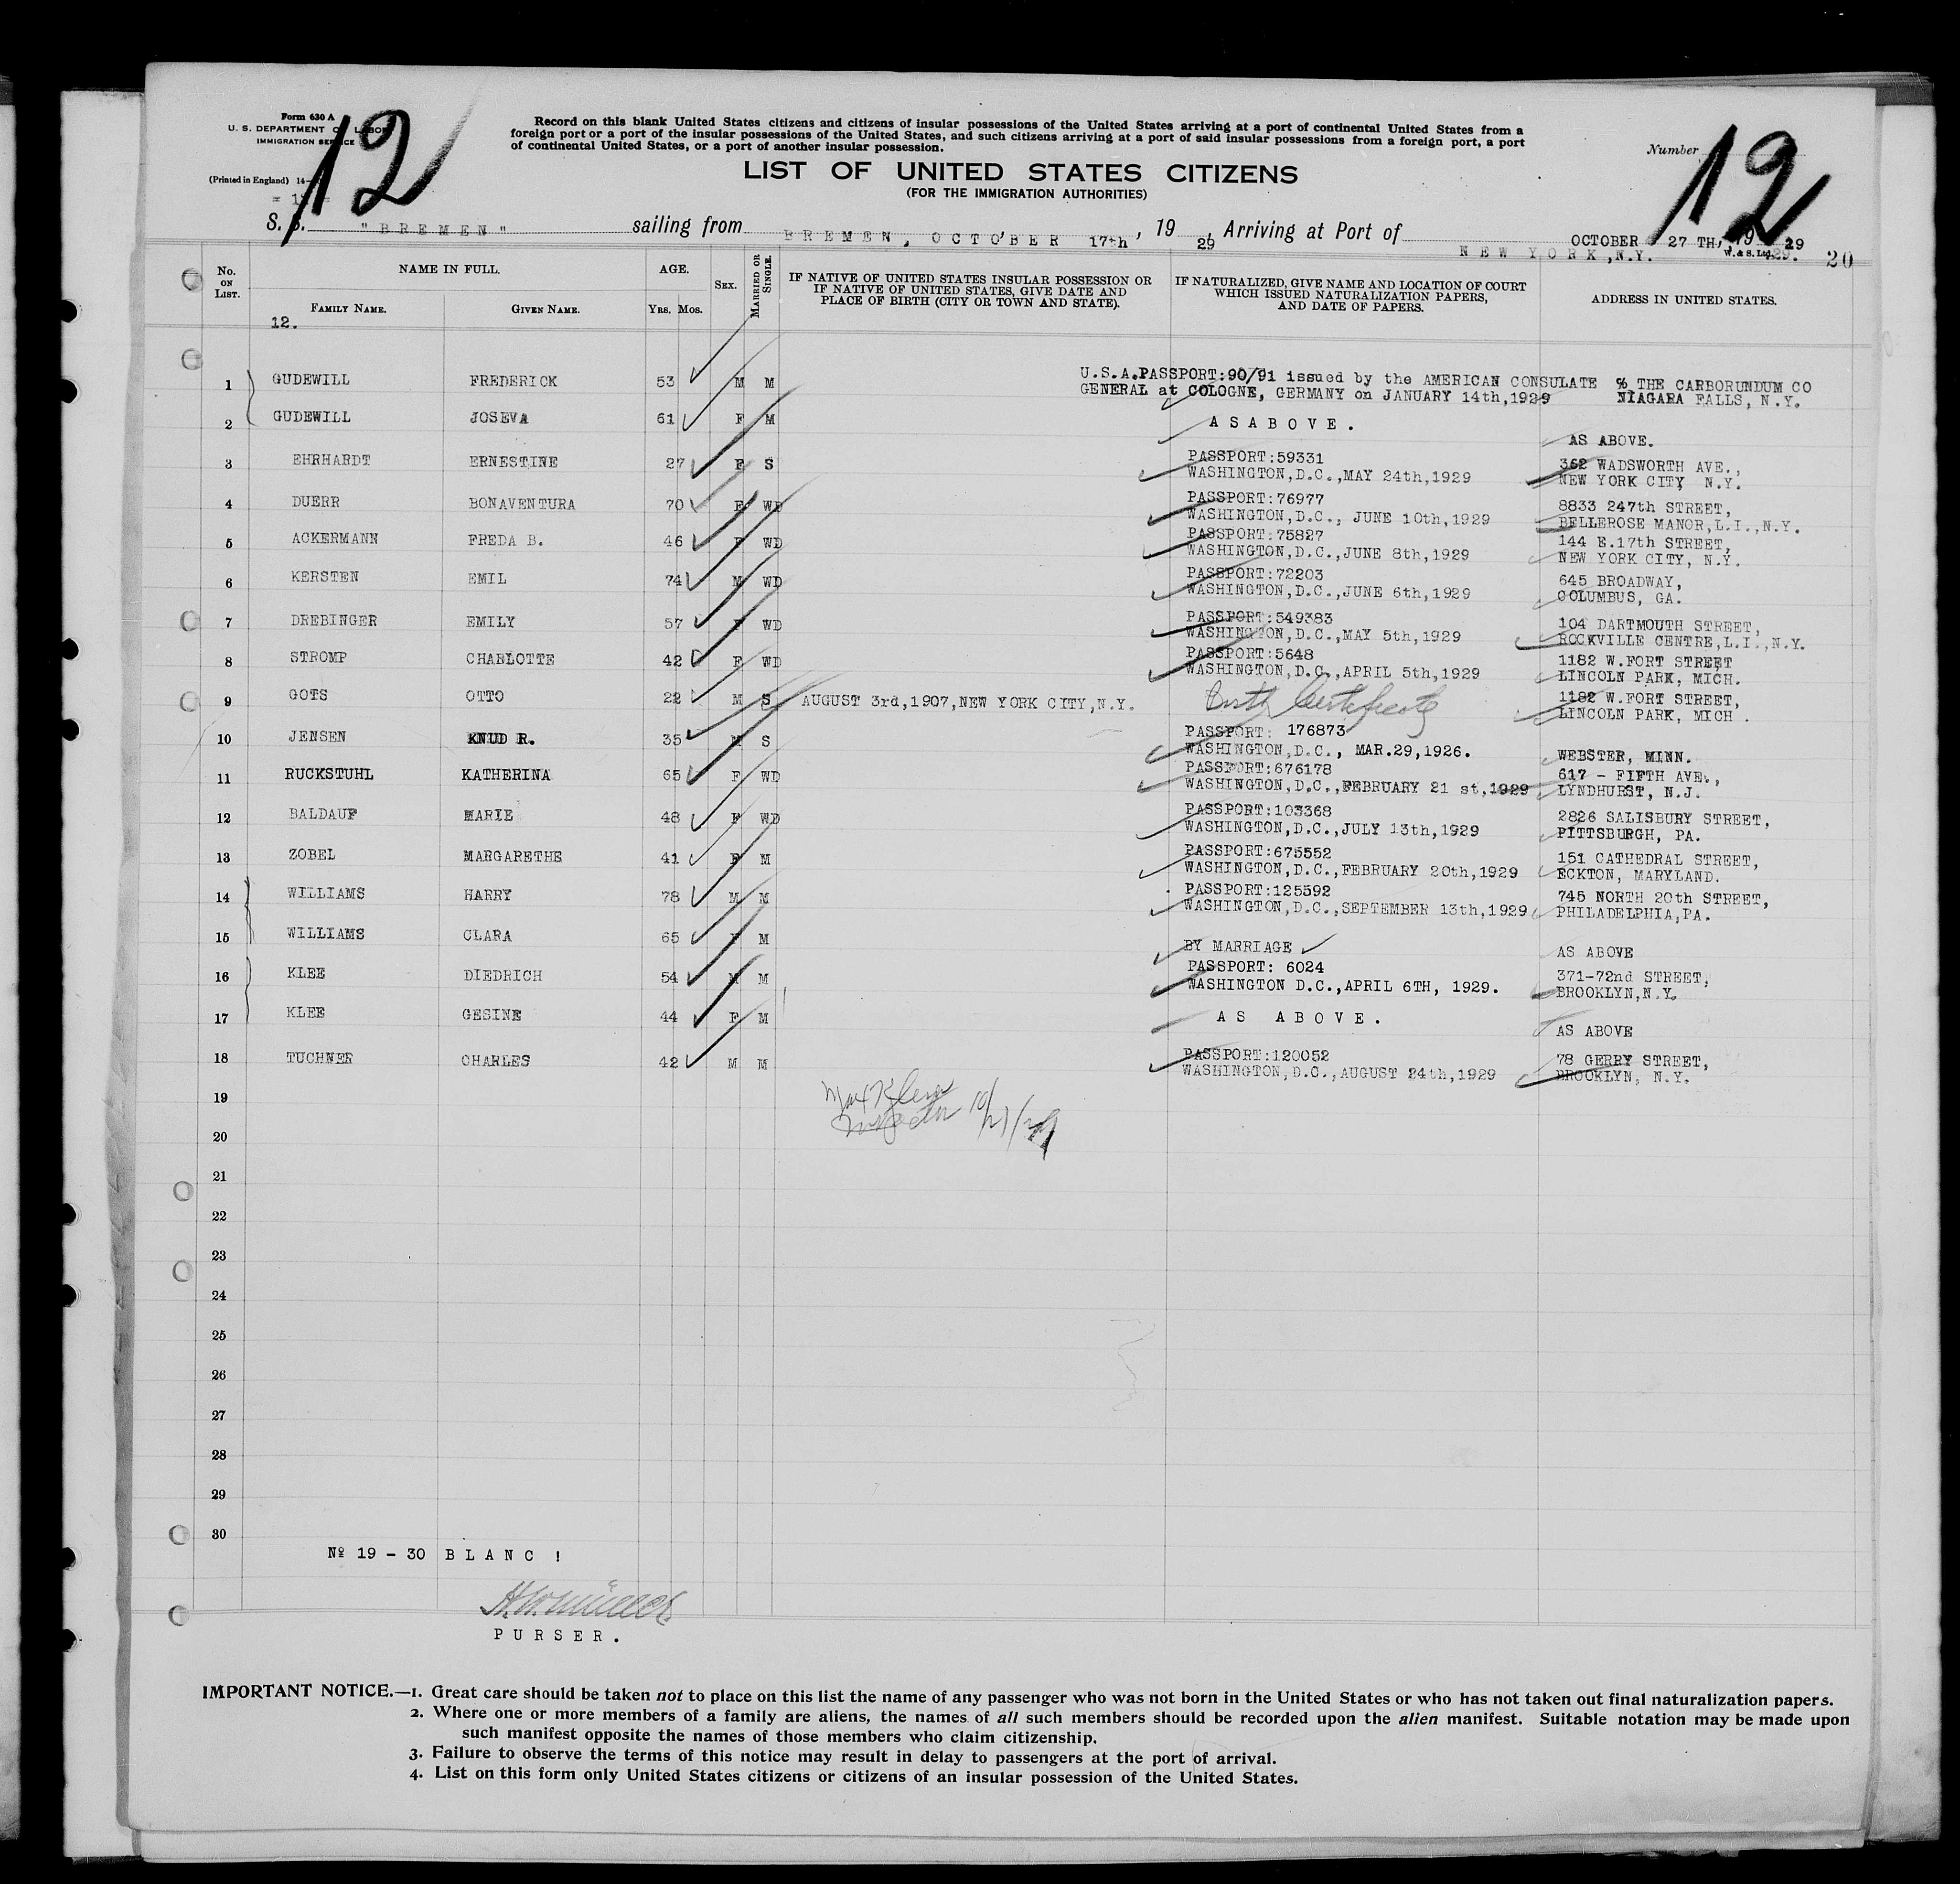 Form 630 A
U. S. DEPARTMENT OF LABOR
IMMIGRATION SERVICE
(Printed in England) 14-
12
Record on this blank United States citizens and citizens of insular possessions of the United States arriving at a port of continental United States from a
foreign port or a port of the insular possessions of the United States, and such citizens arriving at a port of said insular possessions from a foreign port, a port
of continental United States, or a port of another insular possession.
Number 12
LIST OF UNITED STATES CITIZENS
(FOR THE IMMIGRATION AUTHORITIES)
S. S. "BREMEN" sailing from BREMEN, OCTOBER 17th, 1929, Arriving at Port of NEW YORK, N.Y. OCTOBER 27 TH, 1929
W. & S. Ltd. 29. 20
No. ON LIST. NAME IN FULL. FAMILY NAME. GIVEN NAME. AGE. YRS. MOS. SEX. MARRIED OR SINGLE. IF NATIVE OF UNITED STATES INSULAR POSSESSION OR IF NATIVE OF UNITED STATES, GIVE DATE AND PLACE OF BIRTH (CITY OR TOWN AND STATE). IF NATURALIZED, GIVE NAME AND LOCATION OF COURT WHICH ISSUED NATURALIZATION PAPERS, AND DATE OF PAPERS. ADDRESS IN UNITED STATES.
12.
1 GUDEWILL FREDERICK 53 M M U.S.A.PASSPORT:90/91 issued by the AMERICAN CONSULATE % THE CARBORUNDUM CO
GENERAL at COLOGNE, GERMANY on JANUARY 14th,1929 NIAGARA FALLS, N.Y.
2 GUDEWILL JOSEVA 61 F M AS ABOVE. AS ABOVE.
3 EHRHARDT ERNESTINE 27 F S PASSPORT:59331 362 WADSWORTH AVE.,
WASHINGTON,D.C.,MAY 24th,1929 NEW YORK CITY N.Y.
4 DUERR BONAVENTURA 70 F WD PASSPORT:76977 8833 247th STREET,
WASHINGTON,D.C., JUNE 10th,1929 BELLEROSE MANOR,L.I.,N.Y.
5 ACKERMANN FREDA B. 46 F WD PASSPORT:75827 144 E.17th STREET,
WASHINGTON,D.C.,JUNE 8th,1929 NEW YORK CITY, N.Y.
6 KERSTEN EMIL 74 M WD PASSPORT:72203 645 BROADWAY,
WASHINGTON,D.C.,JUNE 6th,1929 COLUMBUS, GA.
7 DREBINGER EMILY 57 F WD PASSPORT:549383 104 DARTMOUTH STREET,
WASHINGTON,D.C.,MAY 5th,1929 ROCKVILLE CENTRE,L.I.,N.Y.
8 STROMP CHARLOTTE 42 F WD PASSPORT:5648 1182 W.FORT STREET
WASHINGTON,D.C.,APRIL 5th,1929 LINCOLN PARK, MICH.
9 GOTS OTTO 22 M S AUGUST 3rd,1907,NEW YORK CITY,N.Y. Birth Certificate 1182 W.FORT STREET,
LINCOLN PARK, MICH .
10 JENSEN KNUD R. 35 M S PASSPORT: 176873
WASHINGTON,D.C., MAR.29,1926. WEBSTER, MINN.
11 RUCKSTUHL KATHERINA 65 F WD PASSPORT:676178 617 - FIFTH AVE.,
WASHINGTON,D.C.,FEBRUARY 21 st,1929 LYNDHURST, N.J.
12 BALDAUF MARIE 48 F WD PASSPORT:103368 2826 SALISBURY STREET,
WASHINGTON,D.C.,JULY 13th,1929 PITTSBURGH, PA.
13 ZOBEL MARGARETHE 41 F M PASSPORT:675552 151 CATHEDRAL STREET,
WASHINGTON,D.C.,FEBRUARY 20th,1929 ECKTON, MARYLAND.
14 WILLIAMS HARRY 78 M M PASSPORT:125592 745 NORTH 20th STREET,
WASHINGTON,D.C.,SEPTEMBER 13th,1929 PHILADELPHIA,PA.
15 WILLIAMS CLARA 65 F M BY MARRIAGE AS ABOVE
16 KLEE DIEDRICH 54 M M PASSPORT: 6024 371-72nd STREET,
WASHINGTON D.C.,APRIL 6TH, 1929. BROOKLYN,N.Y.
17 KLEE GESINE 44 F M AS ABOVE. AS ABOVE
18 TUCHNER CHARLES 42 M M PASSPORT:120052 78 GERRY STREET,
WASHINGTON,D.C.,AUGUST 24th,1929 BROOKLYN, N.Y.
19
10/27/29
20
21
22
23
24
25
26
27
28
29
30
Nº 19 - 30 BLANC !
PURSER.
IMPORTANT NOTICE.—1. Great care should be taken not to place on this list the name of any passenger who was not born in the United States or who has not taken out final naturalization papers.
2. Where one or more members of a family are aliens, the names of all such members should be recorded upon the alien manifest. Suitable notation may be made upon
such manifest opposite the names of those members who claim citizenship.
3. Failure to observe the terms of this notice may result in delay to passengers at the port of arrival.
4. List on this form only United States citizens or citizens of an insular possession of the United States.